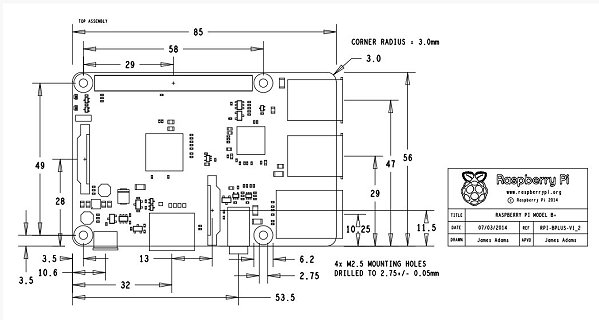 TOP ASSEMBLY
85
CORNER RADIUS = 3.0mm
58
3.0
29
49
28
56
47
29
10.25
11.5
3.5
3.5
13
6.2
10.6
2.75
32
53.5
4x M2.5 MOUNTING HOLES
DRILLED TO 2.75+/- 0.05mm
Raspberry Pi
www.raspberrypi.org
© Raspberry Pi 2014
TITLE RASPBERRY PI MODEL B+
DATE 07/03/2014 REF RPI-BPLUS-V1_2
DRAWN James Adams APVD James Adams